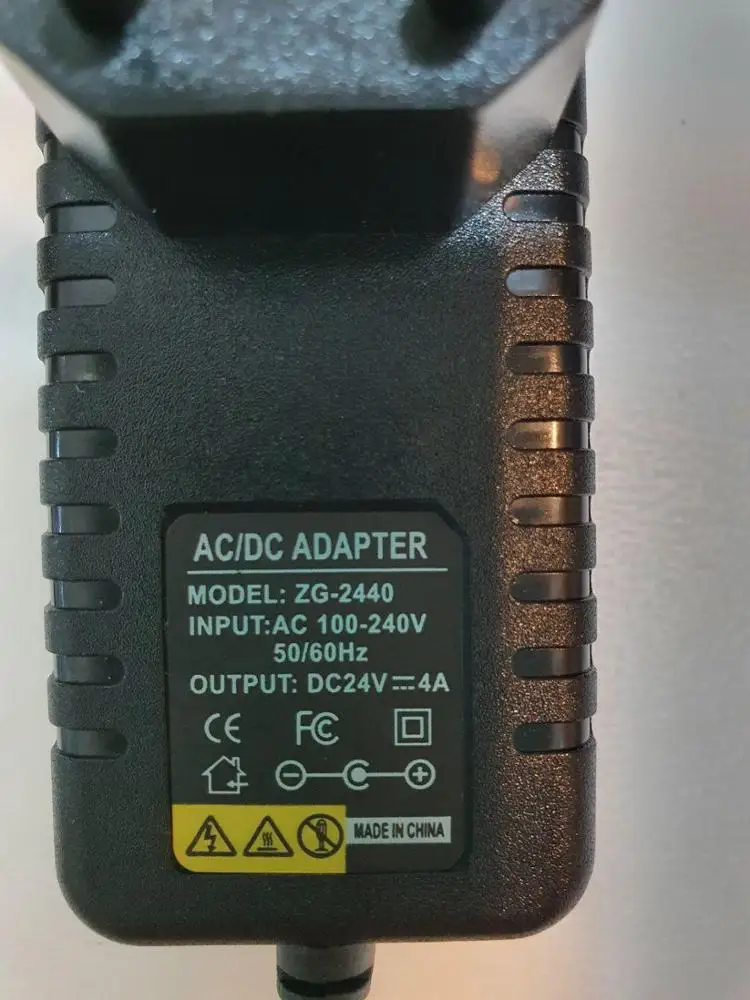 AC/DC ADAPTER
MODEL: ZG-2440
INPUT:AC 100-240V
50/60Hz
OUTPUT: DC24V⎓4A
CE FC
MADE IN CHINA